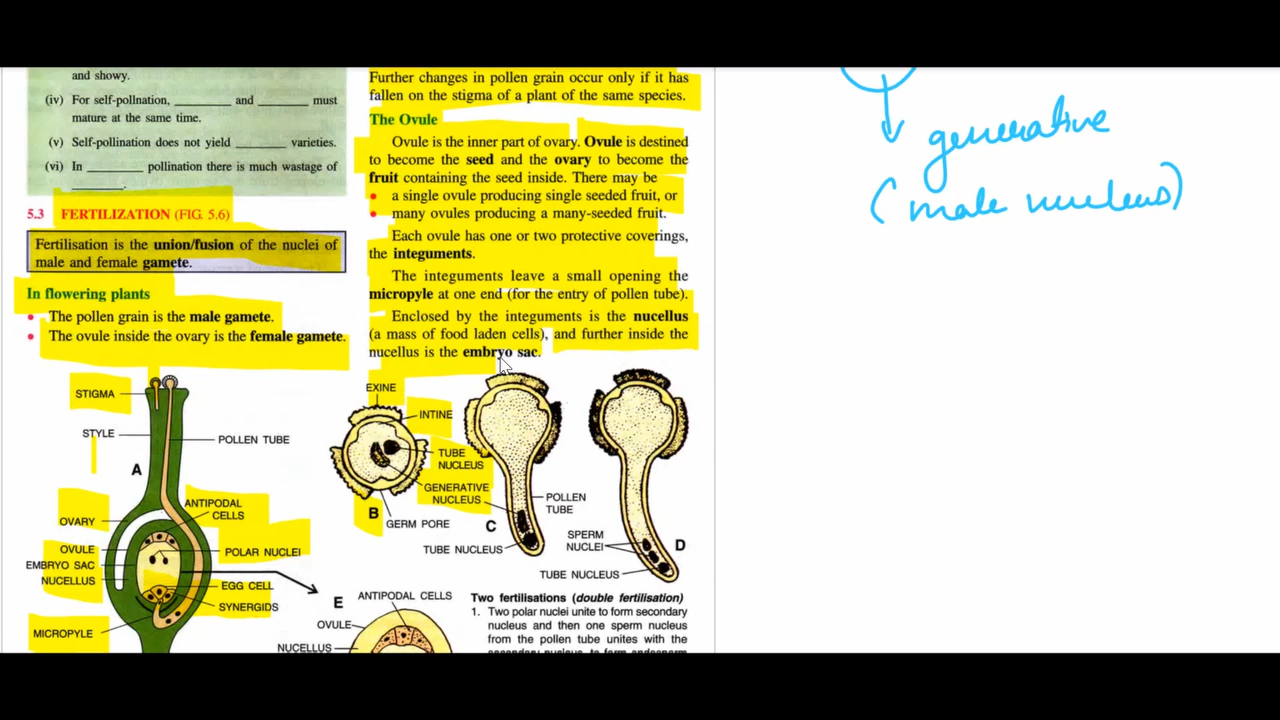 and showy.
(iv) For self-pollnation, ________ and ________ must
mature at the same time.
(v) Self-pollination does not yield ________ varieties.
(vi) In ________ pollination there is much wastage of
________.
5.3 FERTILIZATION (FIG. 5.6)
Fertilisation is the union/fusion of the nuclei of
male and female gamete.
In flowering plants
• The pollen grain is the male gamete.
• The ovule inside the ovary is the female gamete.
STIGMA
STYLE
POLLEN TUBE
A
ANTIPODAL
CELLS
OVARY
OVULE
POLAR NUCLEI
EMBRYO SAC
NUCELLUS
EGG CELL
SYNERGIDS
MICROPYLE
Further changes in pollen grain occur only if it has
fallen on the stigma of a plant of the same species.
The Ovule
Ovule is the inner part of ovary. Ovule is destined
to become the seed and the ovary to become the
fruit containing the seed inside. There may be
• a single ovule producing single seeded fruit, or
• many ovules producing a many-seeded fruit.
Each ovule has one or two protective coverings,
the integuments.
The integuments leave a small opening the
micropyle at one end (for the entry of pollen tube).
Enclosed by the integuments is the nucellus
(a mass of food laden cells), and further inside the
nucellus is the embryo sac.
EXINE
INTINE
TUBE
NUCLEUS
GENERATIVE
NUCLEUS
B
GERM PORE
C
POLLEN
TUBE
TUBE NUCLEUS
SPERM
NUCLEI
D
TUBE NUCLEUS
E
ANTIPODAL CELLS
OVULE
NUCELLUS
Two fertilisations (double fertilisation)
1. Two polar nuclei unite to form secondary
nucleus and then one sperm nucleus
from the pollen tube unites with the
secondary nucleus, to form endosperm
generative
(male nucleus)